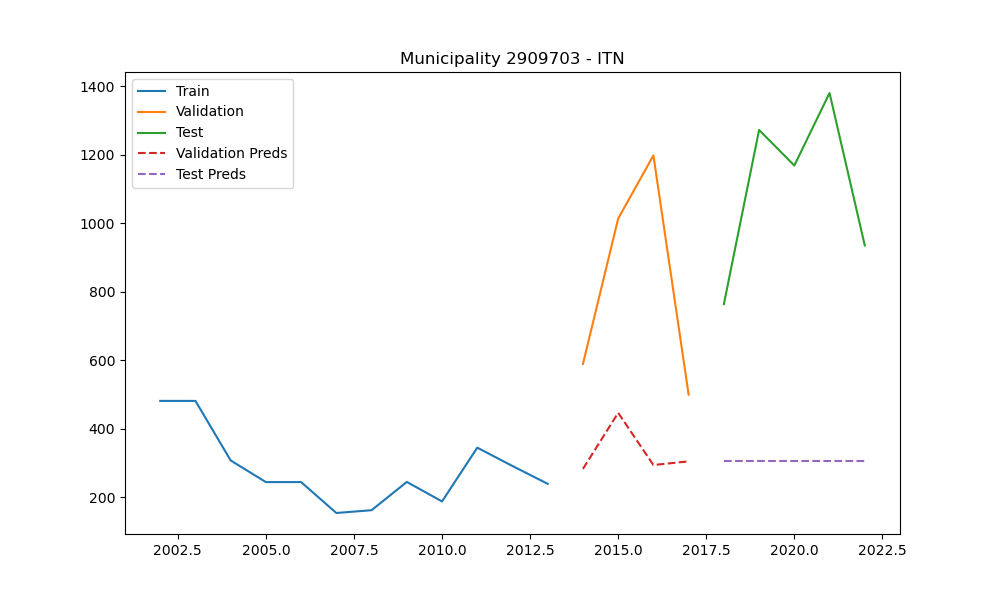 Municipality 2909703 - ITN
1400
1200
1000
800
600
400
200
Train
Validation
Test
Validation Preds
Test Preds
2002.5 2005.0 2007.5 2010.0 2012.5 2015.0 2017.5 2020.0 2022.5